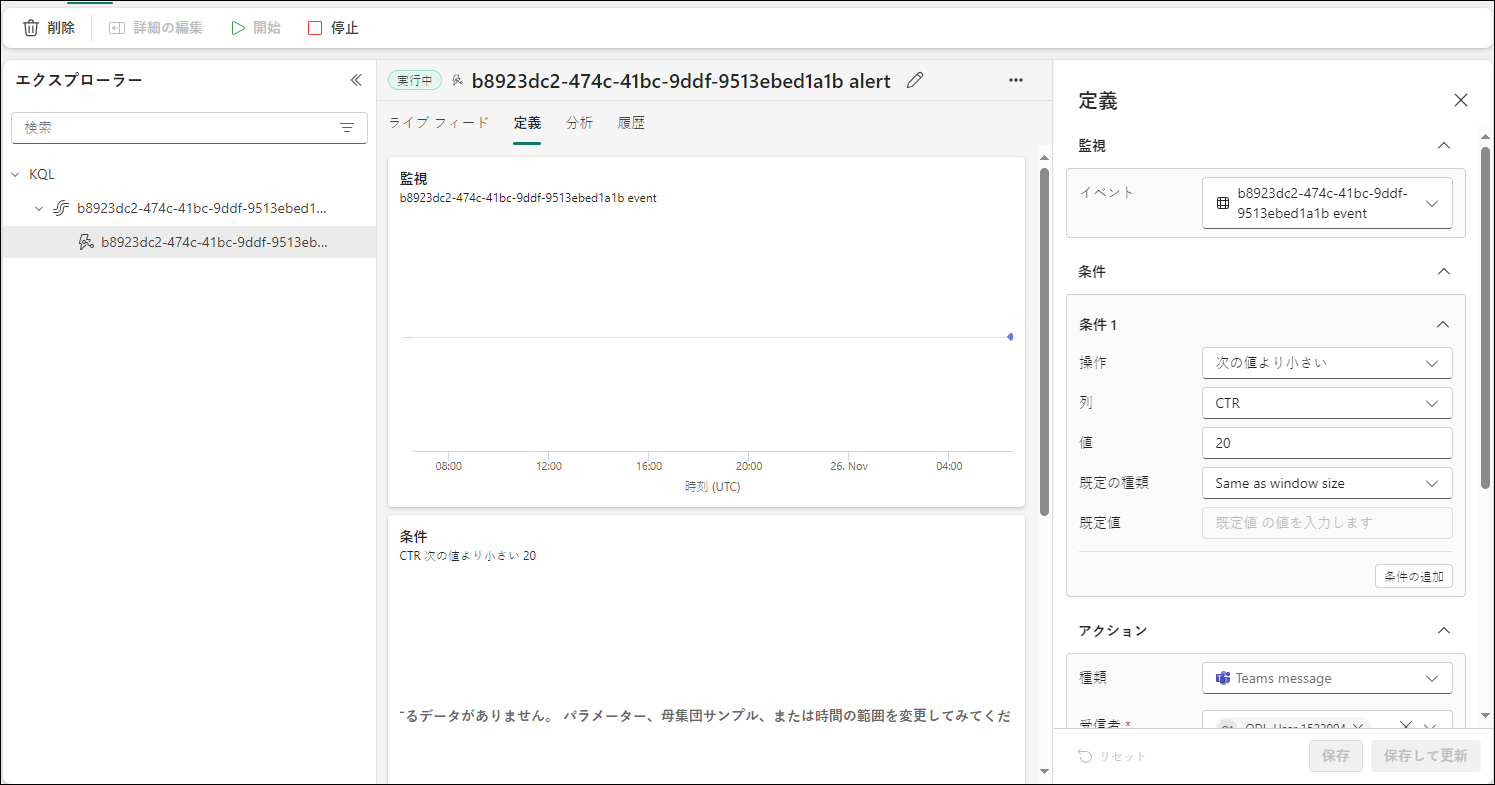 削除
詳細の編集
開始
停止
エクスプローラー
検索
KQL
b8923dc2-474c-41bc-9ddf-9513ebed1...
b8923dc2-474c-41bc-9ddf-9513eb...
実行中
b8923dc2-474c-41bc-9ddf-9513ebed1a1b alert
ライブ フィード
定義
分析
履歴
監視
b8923dc2-474c-41bc-9ddf-9513ebed1a1b event
08:00
12:00
16:00
20:00
26. Nov
04:00
時刻 (UTC)
条件
CTR 次の値より小さい 20
るデータがありません。 パラメーター、母集団サンプル、または時間の範囲を変更してみてくだ
定義
監視
イベント
b8923dc2-474c-41bc-9ddf-
9513ebed1a1b event
条件
条件 1
操作
次の値より小さい
列
CTR
値
20
既定の種類
Same as window size
既定値
既定値 の値を入力します
条件の追加
アクション
種類
Teams message
受信者 *
ODL_User 1522904
リセット
保存
保存して更新